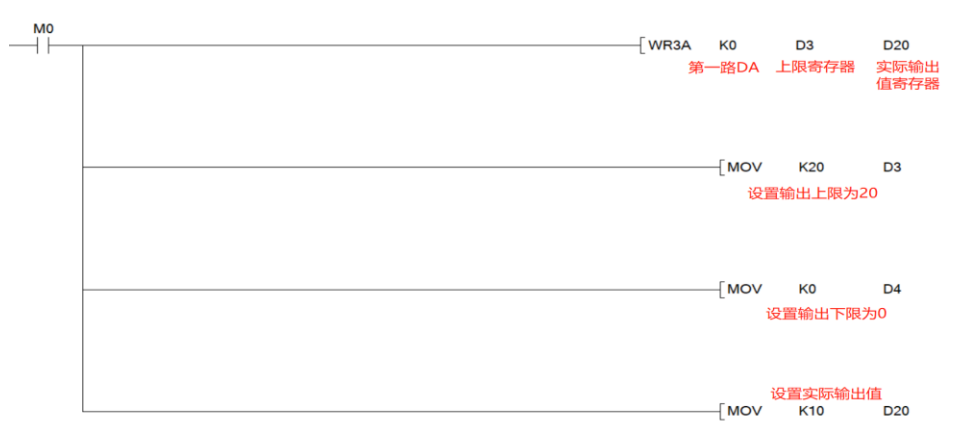 M0
WR3A K0 D3 D20
第一路DA 上限寄存器 实际输出
值寄存器
MOV K20 D3
设置输出上限为20
MOV K0 D4
设置输出下限为0
设置实际输出值
MOV K10 D20